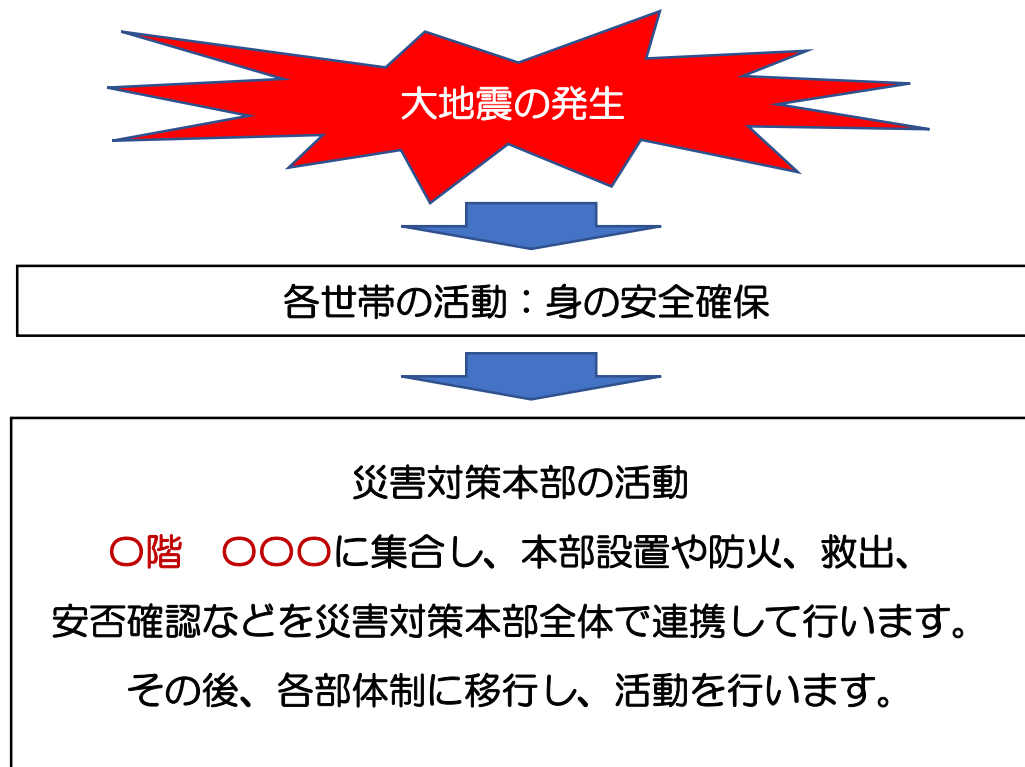 大地震の発生
各世帯の活動：身の安全確保
災害対策本部の活動
〇階　〇〇〇に集合し、本部設置や防火、救出、
安否確認などを災害対策本部全体で連携して行います。
その後、各部体制に移行し、活動を行います。